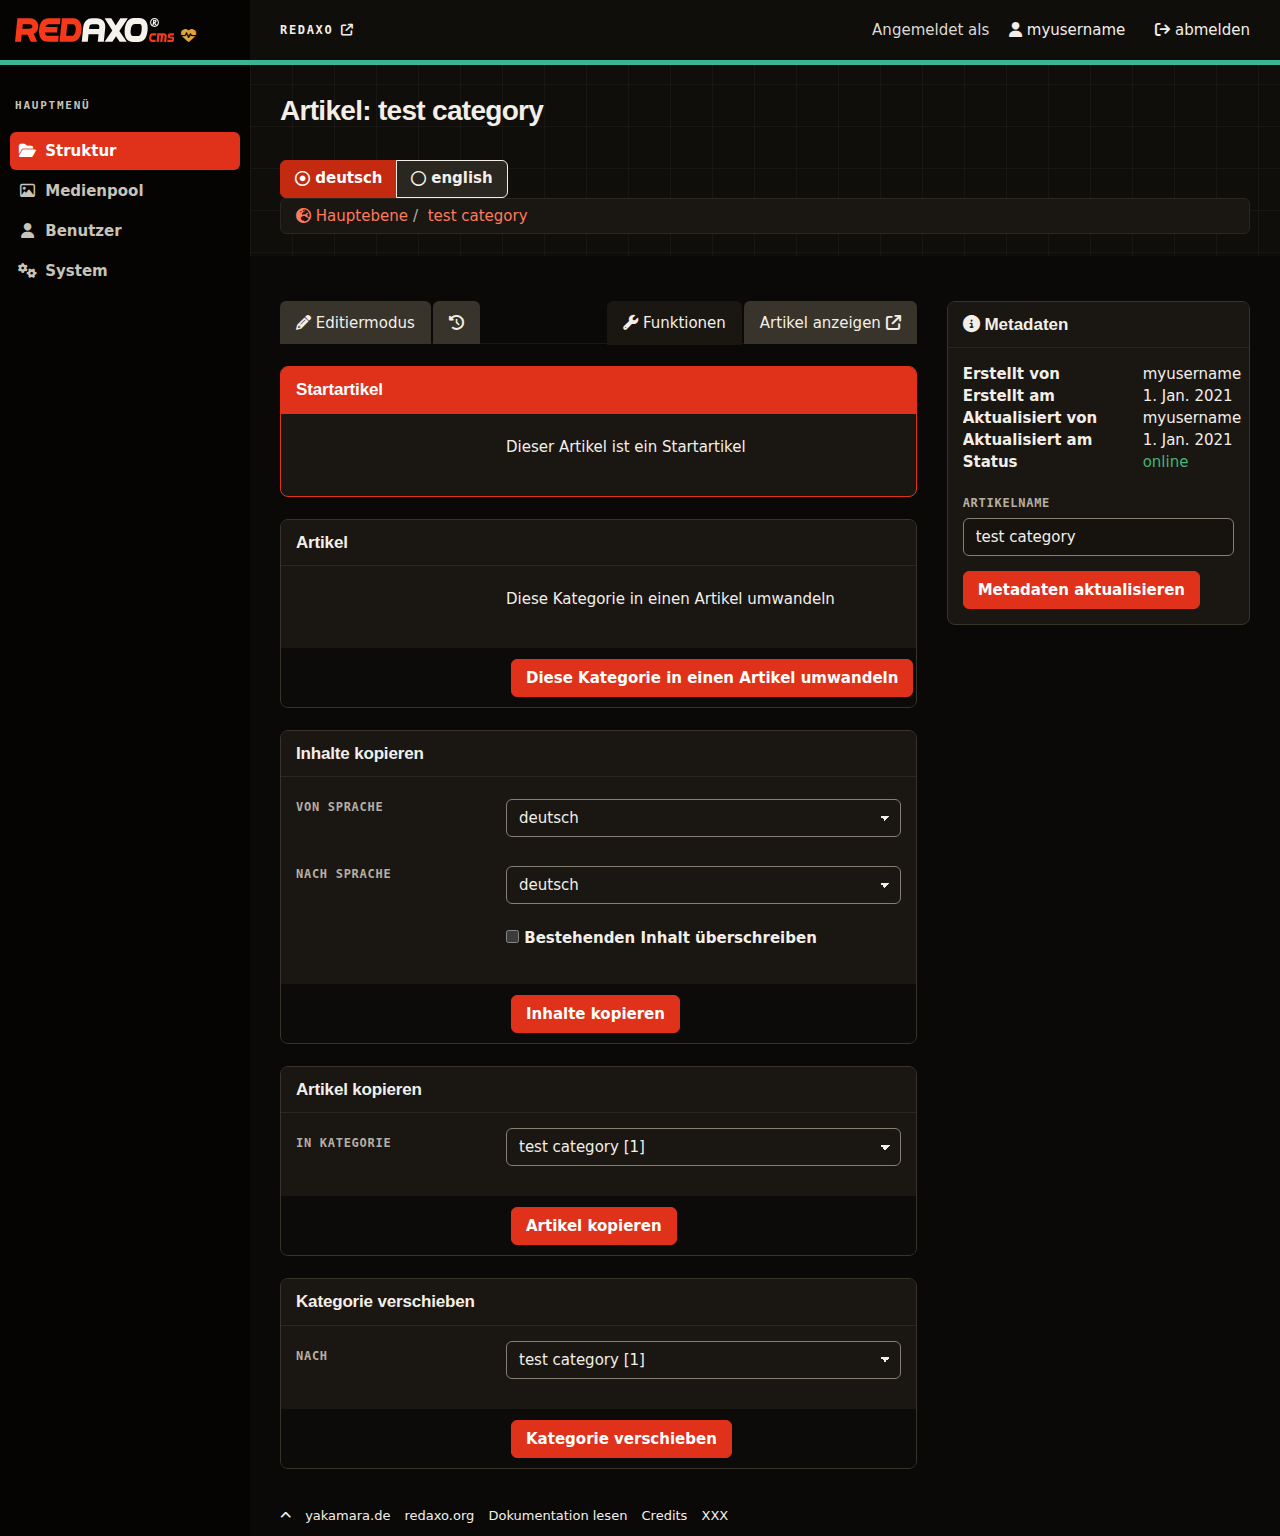 REDAXO® cms
REDAXO
Angemeldet als myusername abmelden
HAUPTMENÜ
Struktur
Medienpool
Benutzer
System
Artikel: test category
deutsch english
Hauptebene / test category
Editiermodus
Funktionen
Artikel anzeigen
Startartikel
Dieser Artikel ist ein Startartikel
Artikel
Diese Kategorie in einen Artikel umwandeln
Diese Kategorie in einen Artikel umwandeln
Inhalte kopieren
VON SPRACHE
deutsch
NACH SPRACHE
deutsch
Bestehenden Inhalt überschreiben
Inhalte kopieren
Artikel kopieren
IN KATEGORIE
test category [1]
Artikel kopieren
Kategorie verschieben
NACH
test category [1]
Kategorie verschieben
Metadaten
Erstellt von myusername
Erstellt am 1. Jan. 2021
Aktualisiert von myusername
Aktualisiert am 1. Jan. 2021
Status online
ARTIKELNAME
test category
Metadaten aktualisieren
yakamara.de redaxo.org Dokumentation lesen Credits XXX